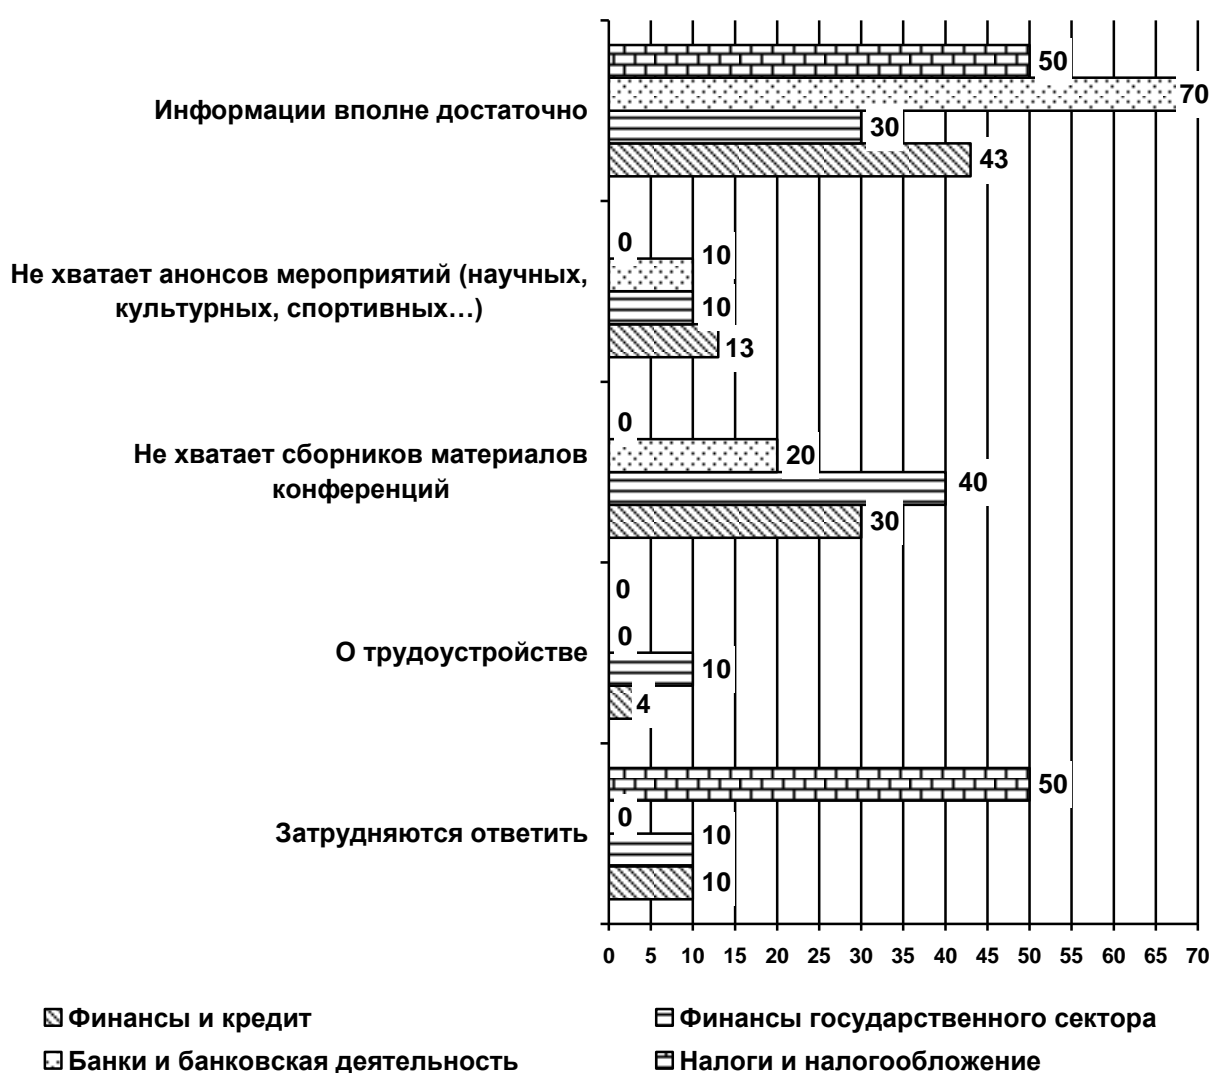 50
70
Информации вполне достаточно
30
43
0
10
Не хватает анонсов мероприятий (научных,
культурных, спортивных…)
10
13
0
20
Не хватает сборников материалов
конференций
40
30
0
0
О трудоустройстве
10
4
50
0
Затрудняются ответить
10
10
0 5 10 15 20 25 30 35 40 45 50 55 60 65 70
Финансы и кредит
Финансы государственного сектора
Банки и банковская деятельность
Налоги и налогообложение